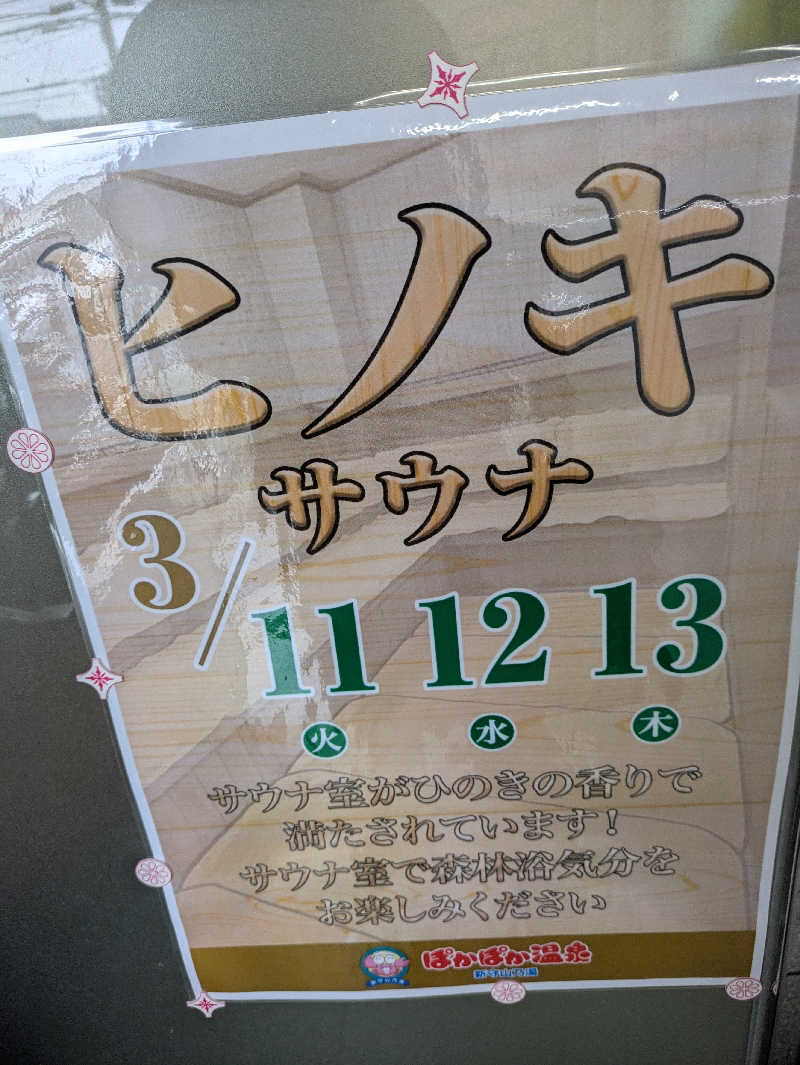 ヒノキ
サウナ
3/11 12 13
火 水 木
サウナ室がひのきの香りで
満たされています!
サウナ室で森林浴気分を
お楽しみください
ぽかぽか温泉